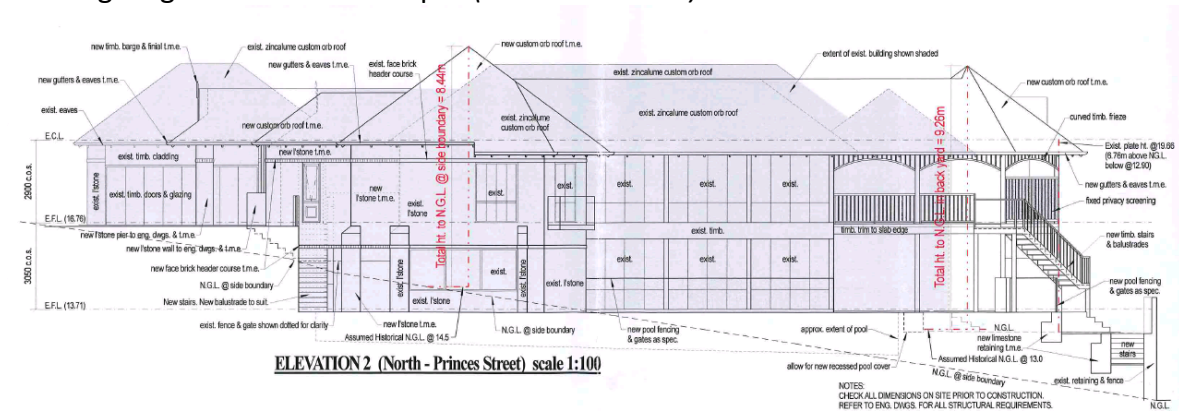 new timb. barge & finial t.m.e.
exist. zincalume custom orb roof
new gutters & eaves t.m.e.
exist. face brick
header course
new custom orb roof t.m.e.
extent of exist. building shown shaded
new gutters & eaves t.m.e.
exist. eaves
new custom orb roof t.m.e.
exist. zincalume custom orb roof
exist. zincalume custom orb roof
exist. zincalume
custom orb roof
new custom orb roof t.m.e.
curved timb. frieze
Exist. plate ht. @19.66
(6.76m above NGL
below @12.90)
new gutters & eaves t.m.e.
fixed privacy screening
new timb. stairs
& balustrades
new pool fencing
& gates as spec.
Total ht. to N.G.L. @ side boundary = 8.44m
Total ht. to N.G.L. in back yard = 9.26m
E.C.L.
2900 c.o.s.
E.F.L. (16.76)
3050 c.o.s.
E.F.L. (13.71)
exist. l'stone
exist. timb. cladding
exist. timb. doors & glazing
new l'stone t.m.e.
new
l'stone t.m.e.
exist.
l'stone
exist.
exist.
exist.
exist.
exist.
exist. timb.
timb. trim to slab edge
exist.
exist.
exist.
exist.
exist.
exist. l'stone
exist. l'stone
exist. l'stone
exist. l'stone
new l'stone pier to eng. dwgs. & t.m.e.
new l'stone wall to eng. dwgs. & t.m.e.
new face brick header course t.m.e.
N.G.L. @ side boundary
New stairs. New balustrade to suit.
exist. fence & gate shown dotted for clarity
new l'stone t.m.e.
Assumed Historical N.G.L. @ 14.5
N.G.L. @ side boundary
new pool fencing
& gates as spec.
approx. extent of pool
allow for new recessed pool cover
N.G.L.
new limestone
retaining t.m.e.
Assumed Historical N.G.L. @ 13.0
N.G.L. @ side boundary
new
stairs
exist. retaining & fence
N.G.L.
ELEVATION 2 (North - Princes Street) scale 1:100
NOTES:
CHECK ALL DIMENSIONS ON SITE PRIOR TO CONSTRUCTION.
REFER TO ENG. DWGS. FOR ALL STRUCTURAL REQUIREMENTS.